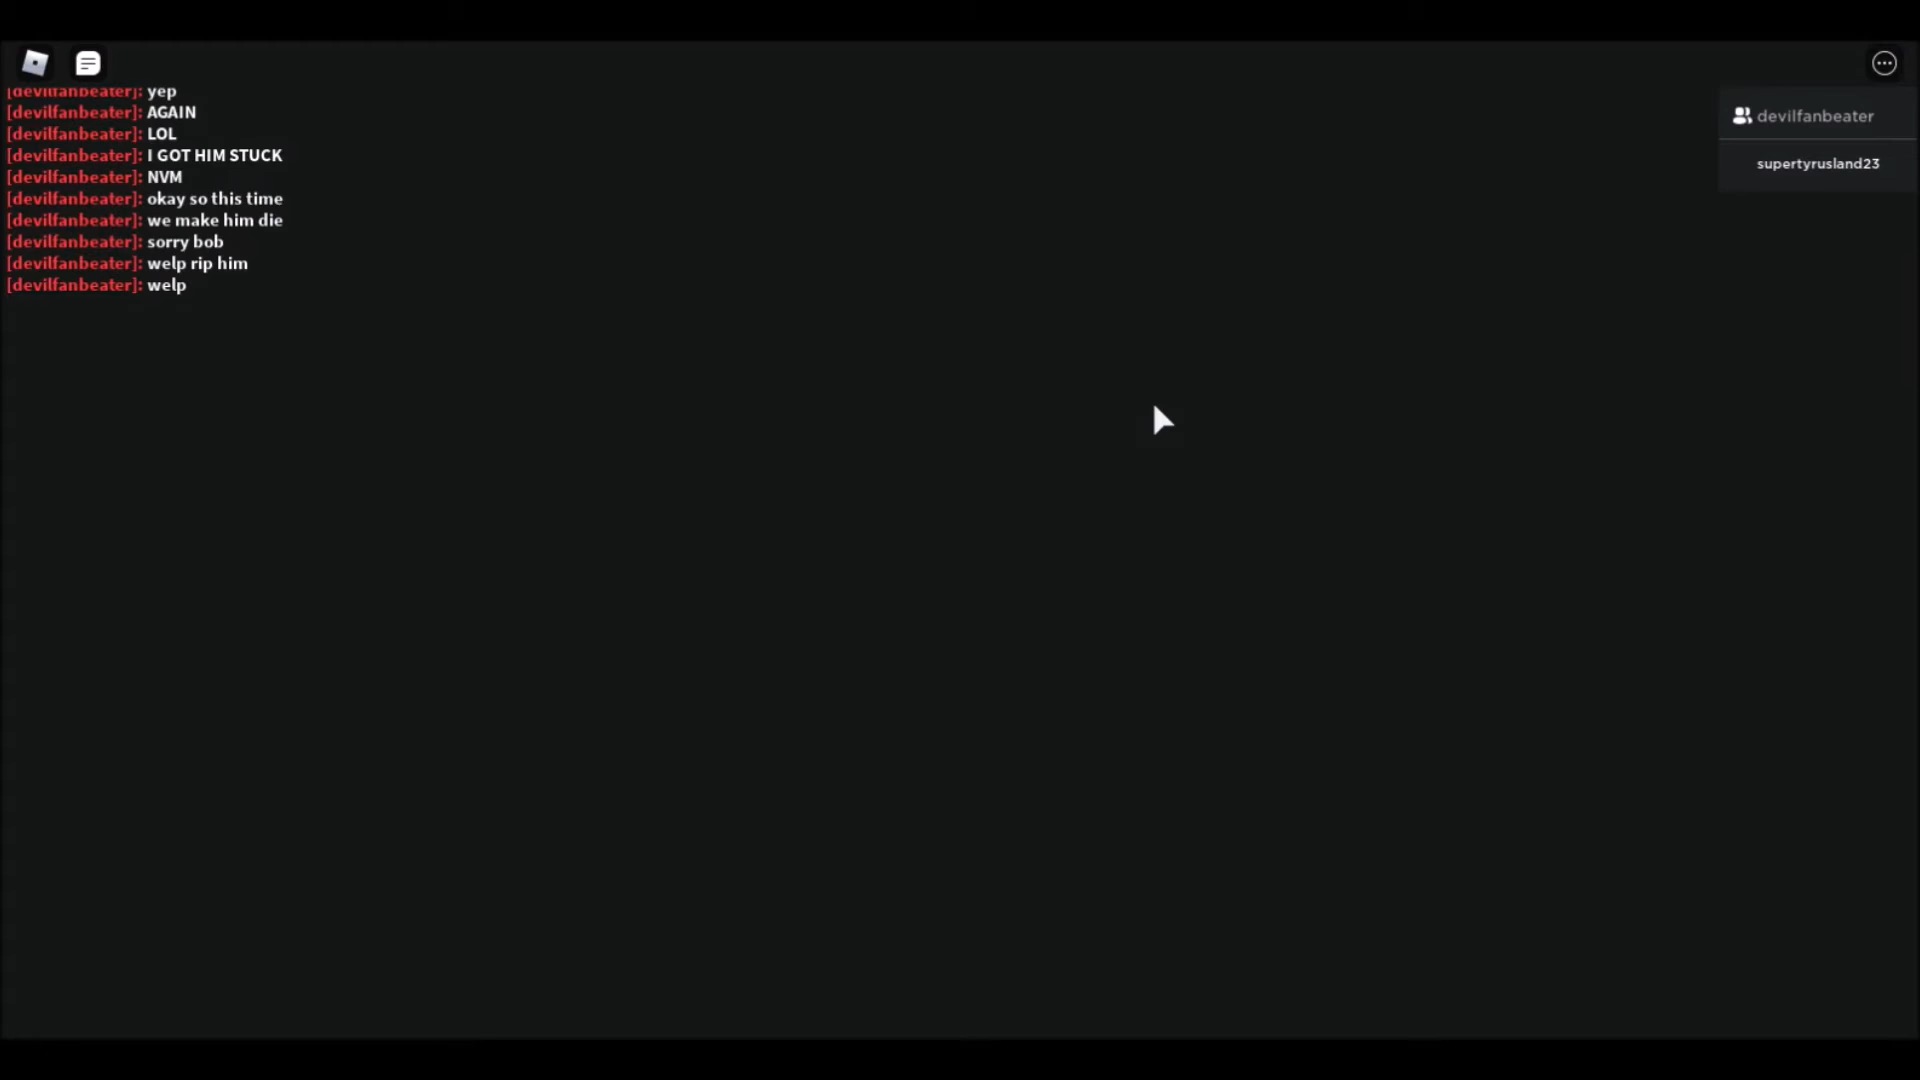 [devilfanbeater]: yep
[devilfanbeater]: AGAIN
[devilfanbeater]: LOL
[devilfanbeater]: I GOT HIM STUCK
[devilfanbeater]: NVM
[devilfanbeater]: okay so this time
[devilfanbeater]: we make him die
[devilfanbeater]: sorry bob
[devilfanbeater]: welp rip him
[devilfanbeater]: welp
devilfanbeater
supertyrusland23